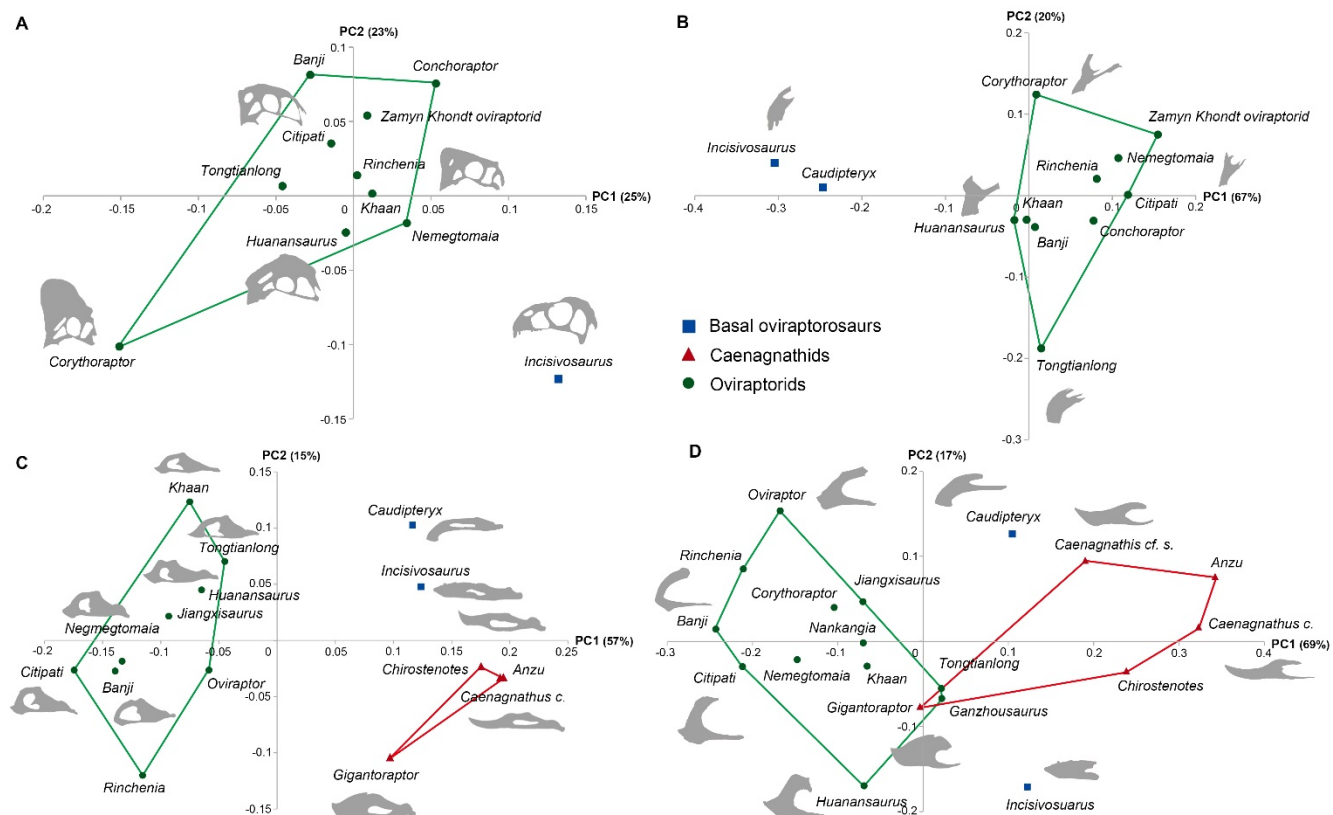 A
PC2 (23%)
0.1
Banji
Conchoraptor
0.05
Zamyn Khondt oviraptorid
Citipati
Tongtianlong
Rinchenia
PC1 (25%)
-0.2
-0.15
-0.1
-0.05
0
0.05
0.1
0.15
Khaan
Huanansaurus
Nemegtomaia
-0.05
-0.1
Corythoraptor
Incisivosaurus
-0.15
B
PC2 (20%)
0.2
Corythoraptor
0.1
Zamyn Khondt oviraptorid
Incisivosaurus
Nemegtomaia
Caudipteryx
Rinchenia
PC1 (67%)
-0.4
-0.3
-0.2
-0.1
0
0.1
0.2
Khaan
Citipati
Huanansaurus
Banji
Conchoraptor
-0.1
-0.2
Tongtianlong
-0.3
Basal oviraptorosaurs
Caenagnathids
Oviraptorids
C
PC2 (15%)
0.15
Khaan
0.1
Caudipteryx
Tongtianlong
0.05
Incisivosaurus
Huanansaurus
Jiangxisaurus
Negmegtomaia
PC1 (57%)
-0.2
-0.15
-0.1
-0.05
0
0.05
0.1
0.15
0.2
0.25
Citipati
Chirostenotes
Anzu
Banji
Oviraptor
Caenagnathus c.
-0.05
-0.1
Gigantoraptor
Rinchenia
-0.15
D
PC2 (17%)
0.2
Oviraptor
Caudipteryx
Caenagnathis cf. s.
Rinchenia
0.1
Anzu
Jiangxisaurus
Corythoraptor
Banji
Nankangia
Caenagnathus c.
PC1 (69%)
-0.3
-0.2
-0.1
0
0.1
0.2
0.3
0.4
Citipati
Nemegtomaia
Khaan
Tongtianlong
Chirostenotes
Gigantoraptor
Ganzhousaurus
-0.1
Huanansaurus
-0.2
Incisivosuarus